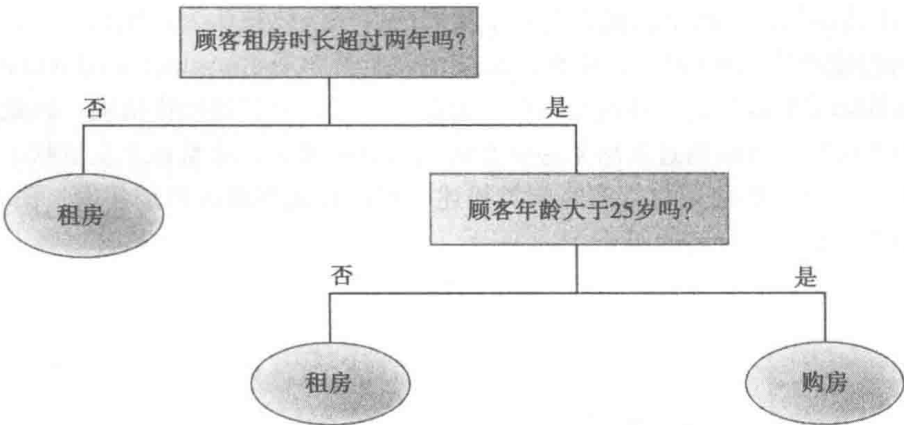 顾客租房时长超过两年吗？
否
是
租房
顾客年龄大于25岁吗？
否
是
租房
购房